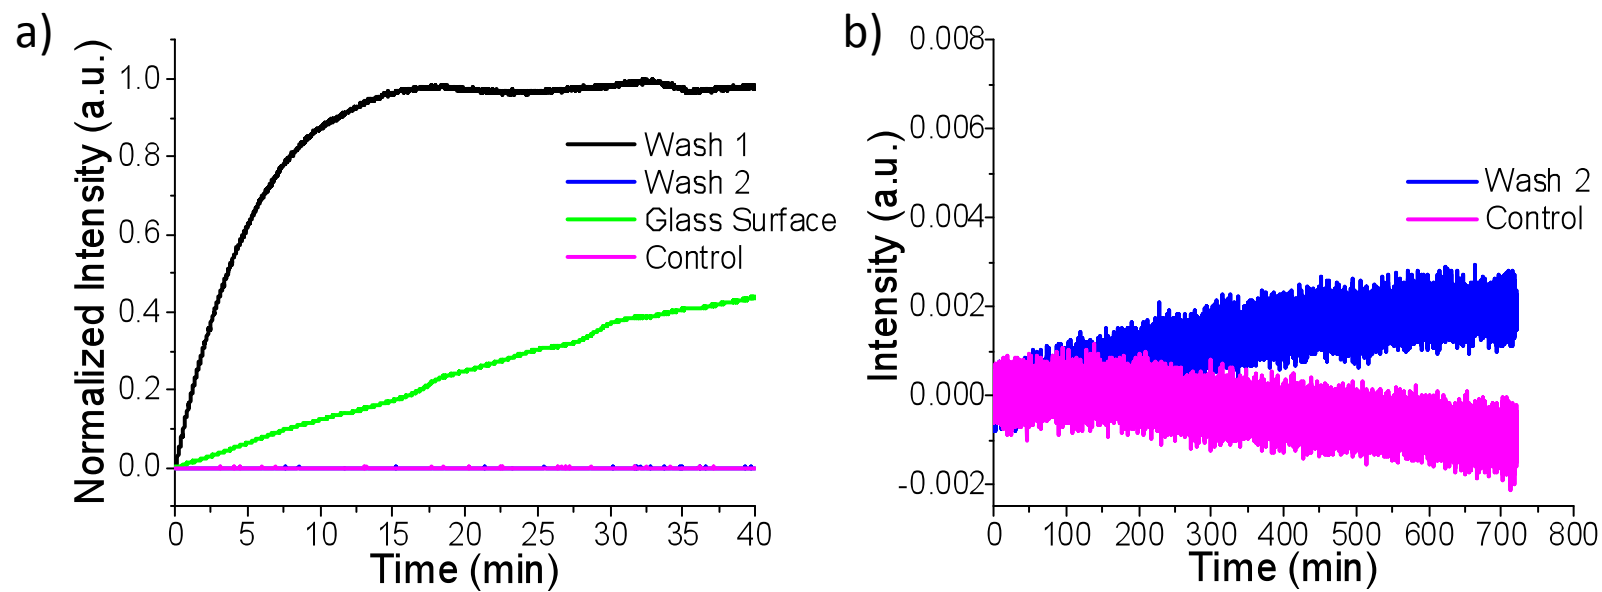 a)
Normalized Intensity (a.u.)
1.0
0.8
0.6
0.4
0.2
0.0
Wash 1
Wash 2
Glass Surface
Control
0 5 10 15 20 25 30 35 40
Time (min)
b)
Intensity (a.u.)
0.008
0.006
0.004
0.002
0.000
-0.002
Wash 2
Control
0 100 200 300 400 500 600 700 800
Time (min)